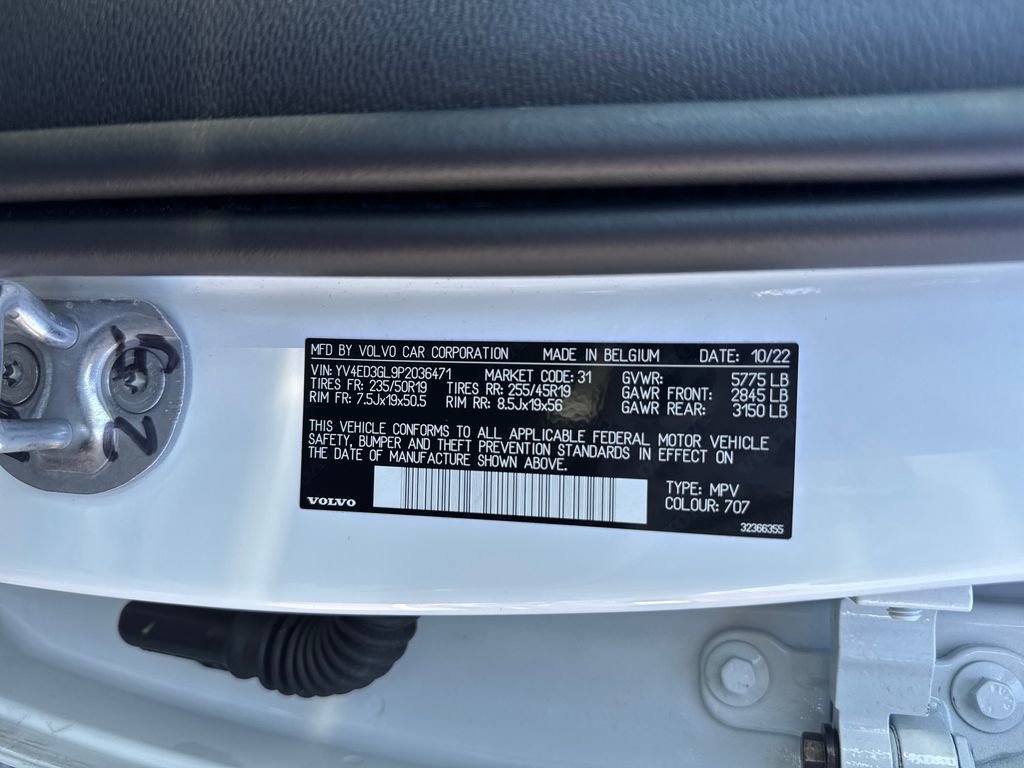 MFD BY VOLVO CAR CORPORATION MADE IN BELGIUM DATE: 10/22
VIN: YV4ED3GL9P2036471 MARKET CODE: 31 GVWR: 5775 LB
TIRES FR: 235/50R19 TIRES RR: 255/45R19 GAWR FRONT: 2845 LB
RIM FR: 7.5Jx19x50.5 RIM RR: 8.5Jx19x56 GAWR REAR: 3150 LB
THIS VEHICLE CONFORMS TO ALL APPLICABLE FEDERAL MOTOR VEHICLE
SAFETY, BUMPER AND THEFT PREVENTION STANDARDS IN EFFECT ON
THE DATE OF MANUFACTURE SHOWN ABOVE.
TYPE: MPV
VOLVO COLOUR: 707
32366355